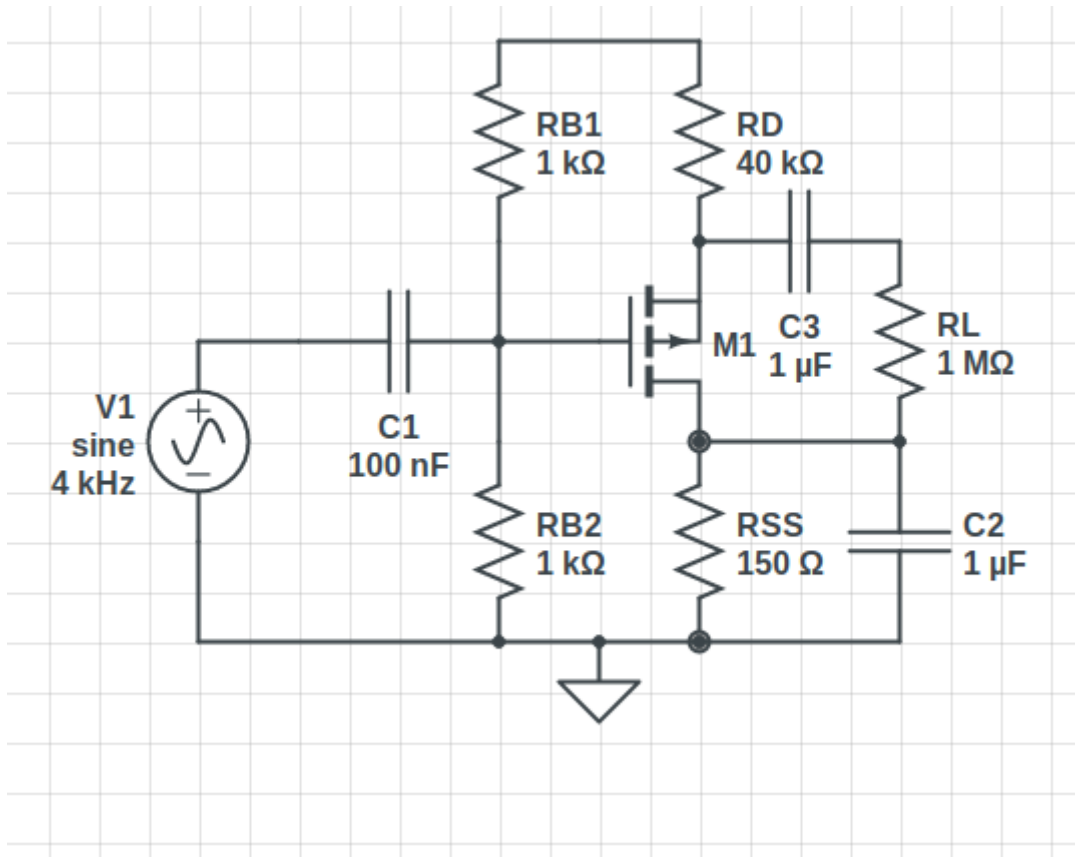 RB1
1 kΩ
RD
40 kΩ
C3
1 µF
RL
1 MΩ
M1
V1
sine
4 kHz
C1
100 nF
RB2
1 kΩ
RSS
150 Ω
C2
1 µF